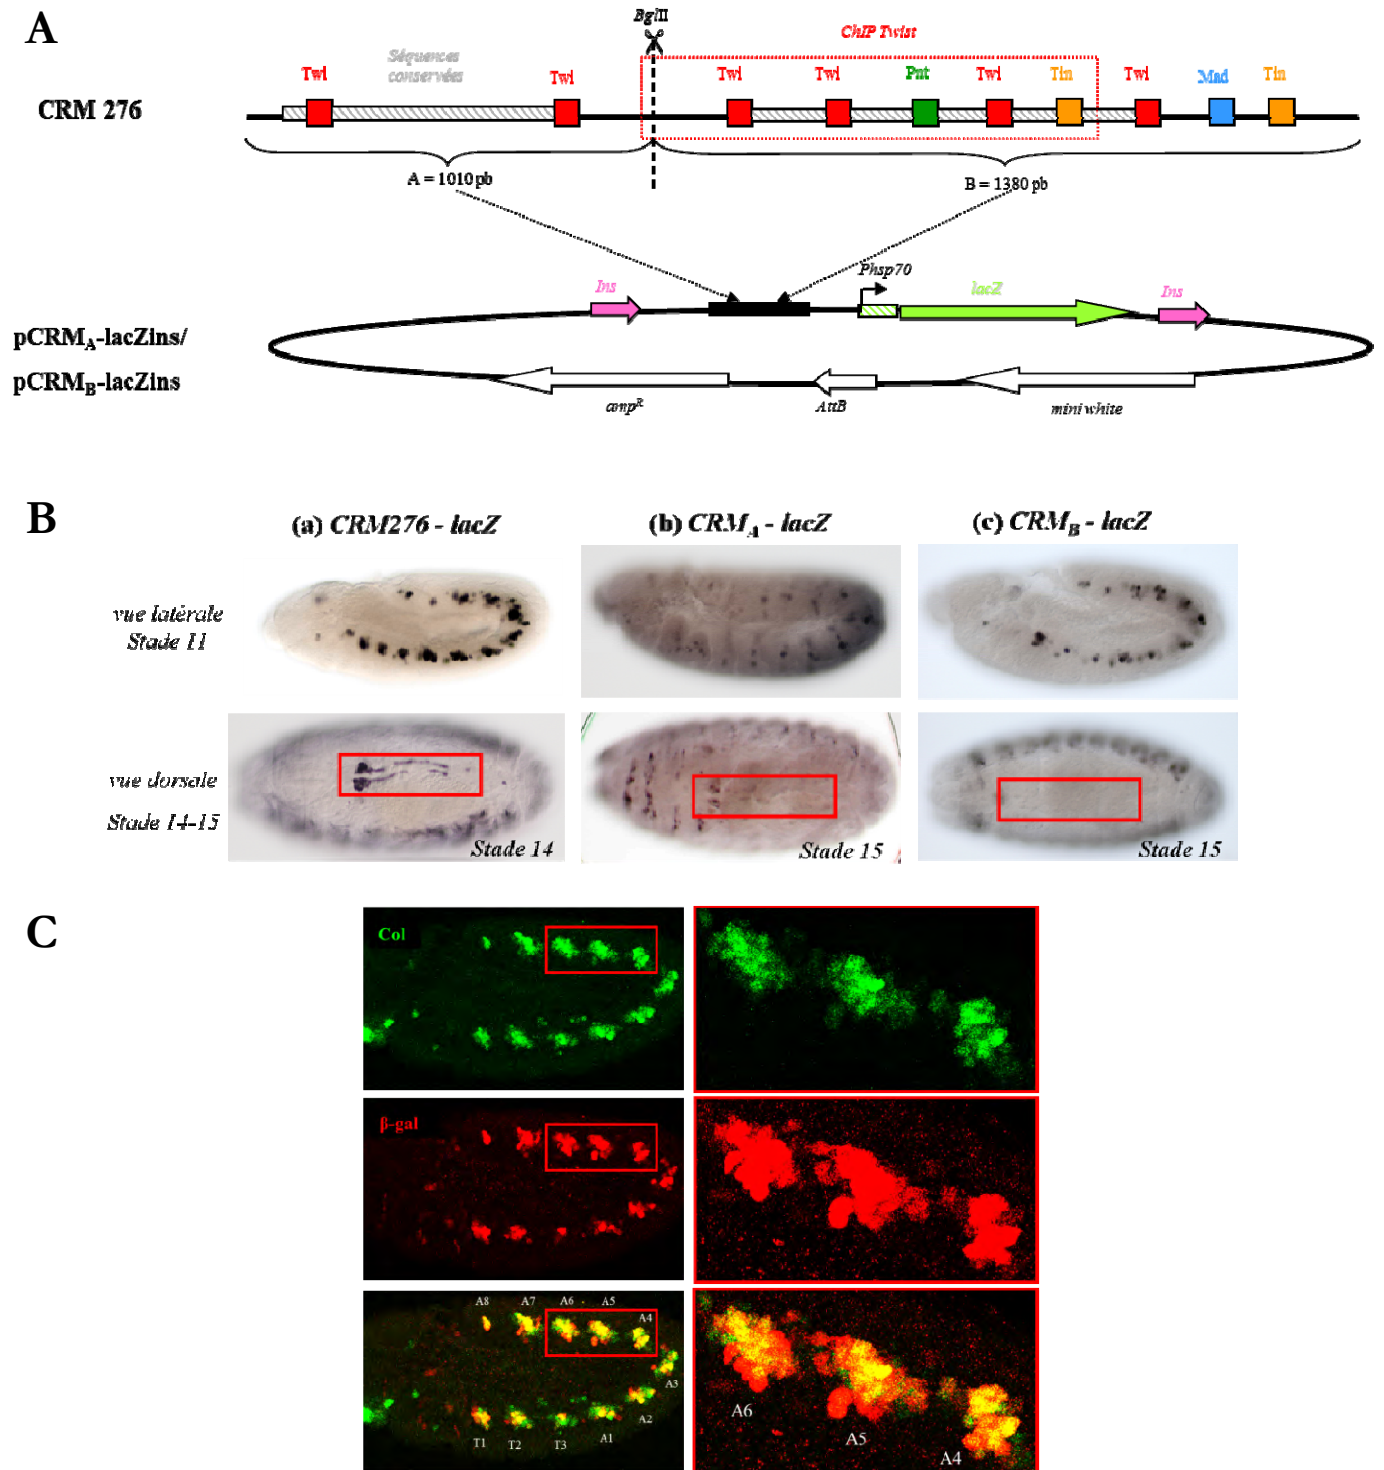 A
BglII
ChIP Twist
Séquences
conservées
Twi
Twi
Twi
Twi
Pnt
Twi
Tin
Twi
Mad
Tin
CRM 276
A = 1010 pb
B = 1380 pb
Phsp70
Ins
lacZ
Ins
pCRMA-lacZins/
pCRMB-lacZins
ampR
AttB
mini white
B
(a) CRM276 - lacZ
(b) CRMA - lacZ
(c) CRMB - lacZ
vue latérale
Stade 11
vue dorsale
Stade 14-15
Stade 14
Stade 15
Stade 15
C
Col
β-gal
A8
A7
A6
A5
A4
A3
A2
A1
T3
T2
T1
A6
A5
A4